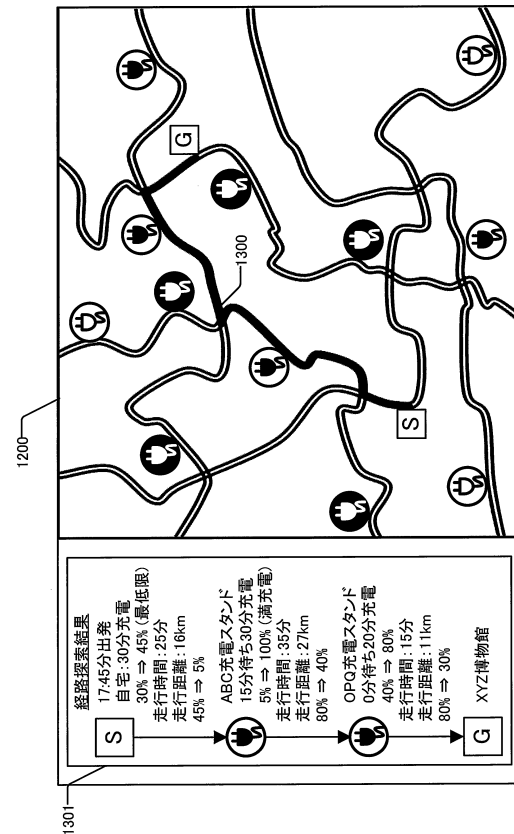 1200
1301
経路探索結果
17:45分出発
S
自宅:30分充電
30% ⇒ 45%(最低限)
走行時間:25分
走行距離:16km
45% ⇒ 5%
ABC充電スタンド
15分待ち30分充電
5% ⇒ 100%(満充電)
走行時間:35分
走行距離:27km
80% ⇒ 40%
OPQ充電スタンド
0分待ち20分充電
40% ⇒ 80%
走行時間:15分
走行距離:11km
80% ⇒ 30%
G
XYZ博物館
S
1300
G